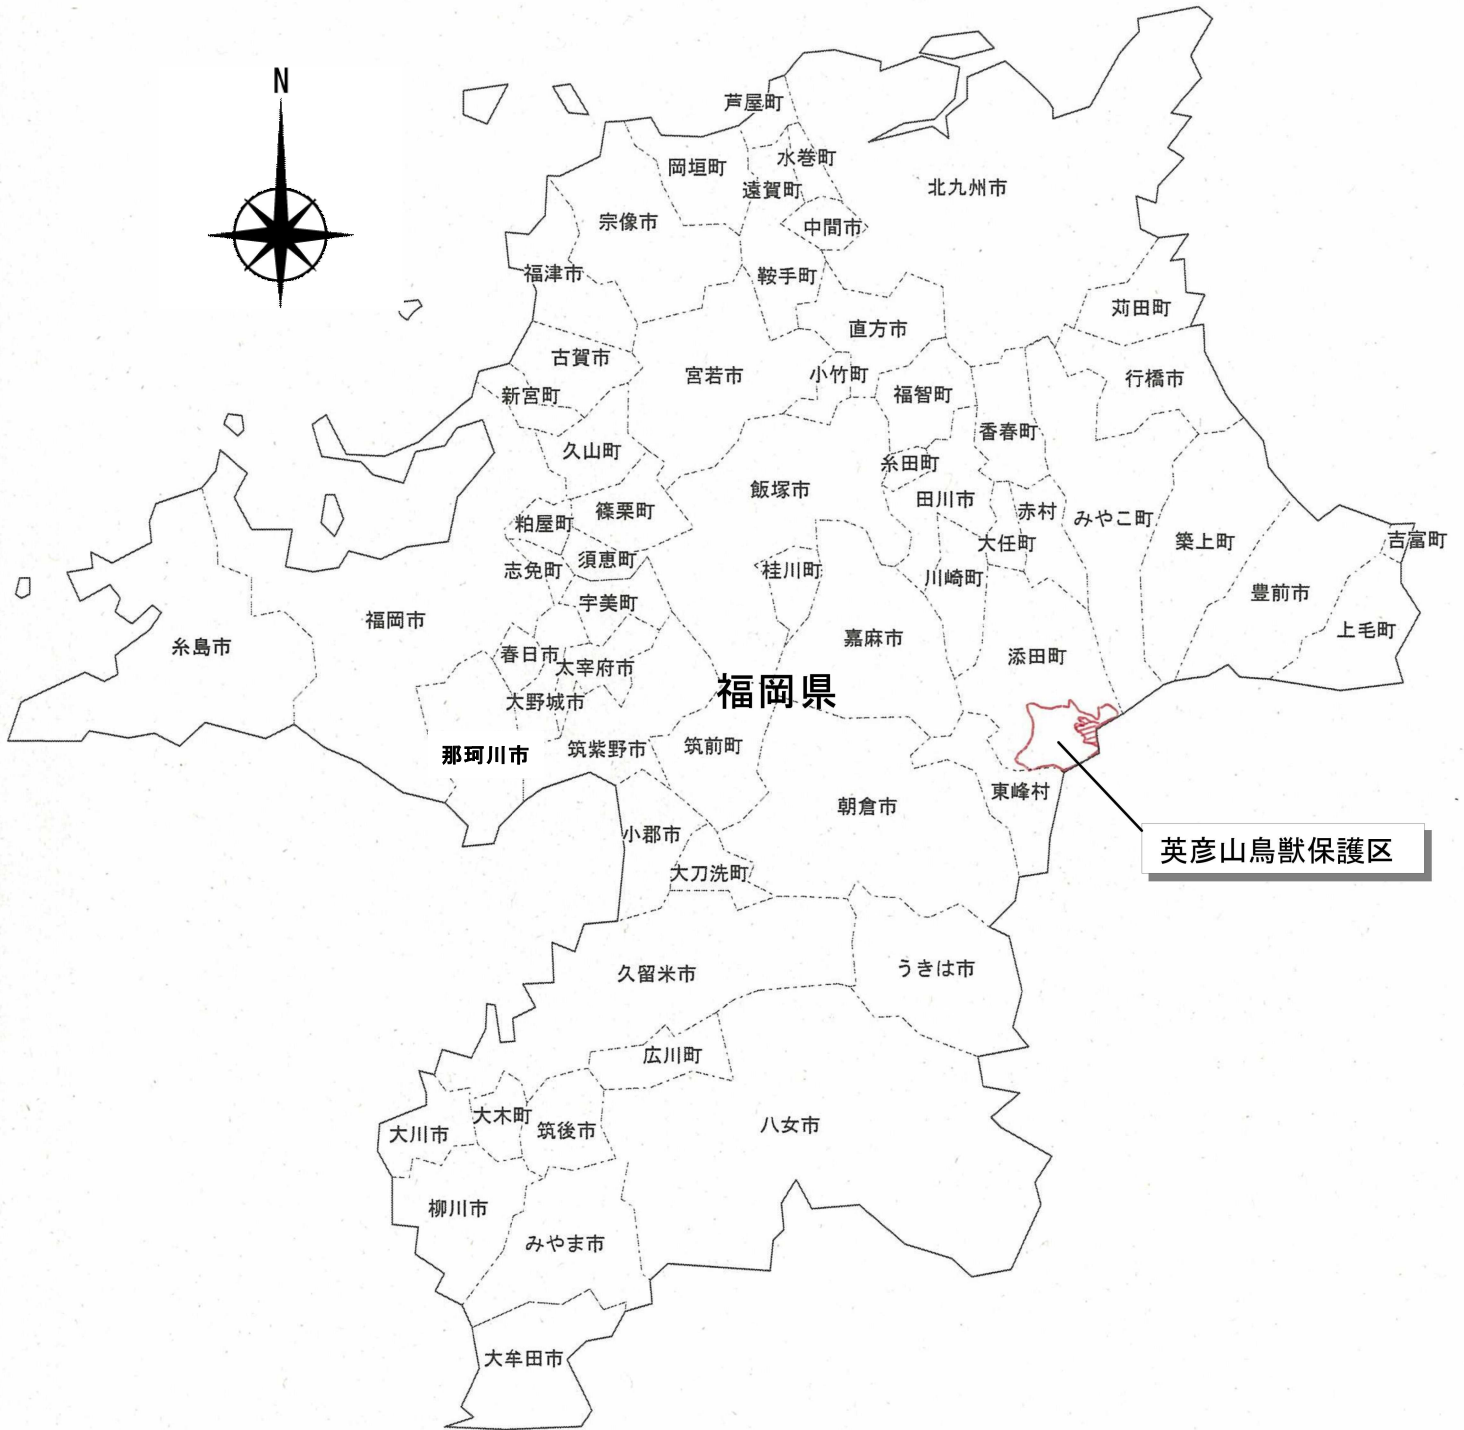 N
芦屋町
水巻町
岡垣町
遠賀町
北九州市
宗像市
中間市
福津市
鞍手町
苅田町
直方市
古賀市
宮若市
小竹町
行橋市
新宮町
福智町
香春町
久山町
糸田町
飯塚市
田川市
篠栗町
粕屋町
赤村
みやこ町
大任町
築上町
吉富町
須恵町
志免町
桂川町
川崎町
豊前市
宇美町
福岡市
上毛町
嘉麻市
糸島市
春日市
太宰府市
添田町
福岡県
大野城市
那珂川市
筑紫野市
筑前町
東峰村
朝倉市
小郡市
英彦山鳥獣保護区
大刀洗町
久留米市
うきは市
広川町
大木町
八女市
大川市
筑後市
柳川市
みやま市
大牟田市